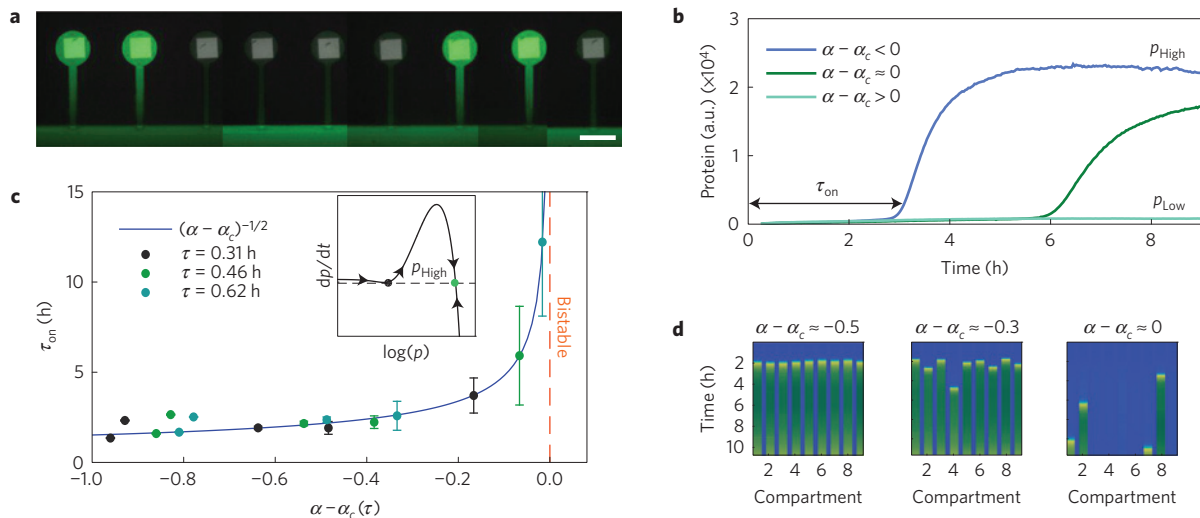 a
b
Protein (a.u.) (×10⁴)
3
2
1
0
α − α_c < 0
α − α_c ≈ 0
α − α_c > 0
p_High
τ_on
p_Low
0 2 4 6 8
Time (h)
c
τ_on (h)
15
10
5
0
(α − α_c)^−1/2
τ = 0.31 h
τ = 0.46 h
τ = 0.62 h
dp/dt
p_High
log(p)
Bistable
−1.0 −0.8 −0.6 −0.4 −0.2 0.0
α − α_c(τ)
d
α − α_c ≈ −0.5 α − α_c ≈ −0.3 α − α_c ≈ 0
Time (h)
2
4
6
8
10
2 4 6 8 2 4 6 8 2 4 6 8
Compartment Compartment Compartment